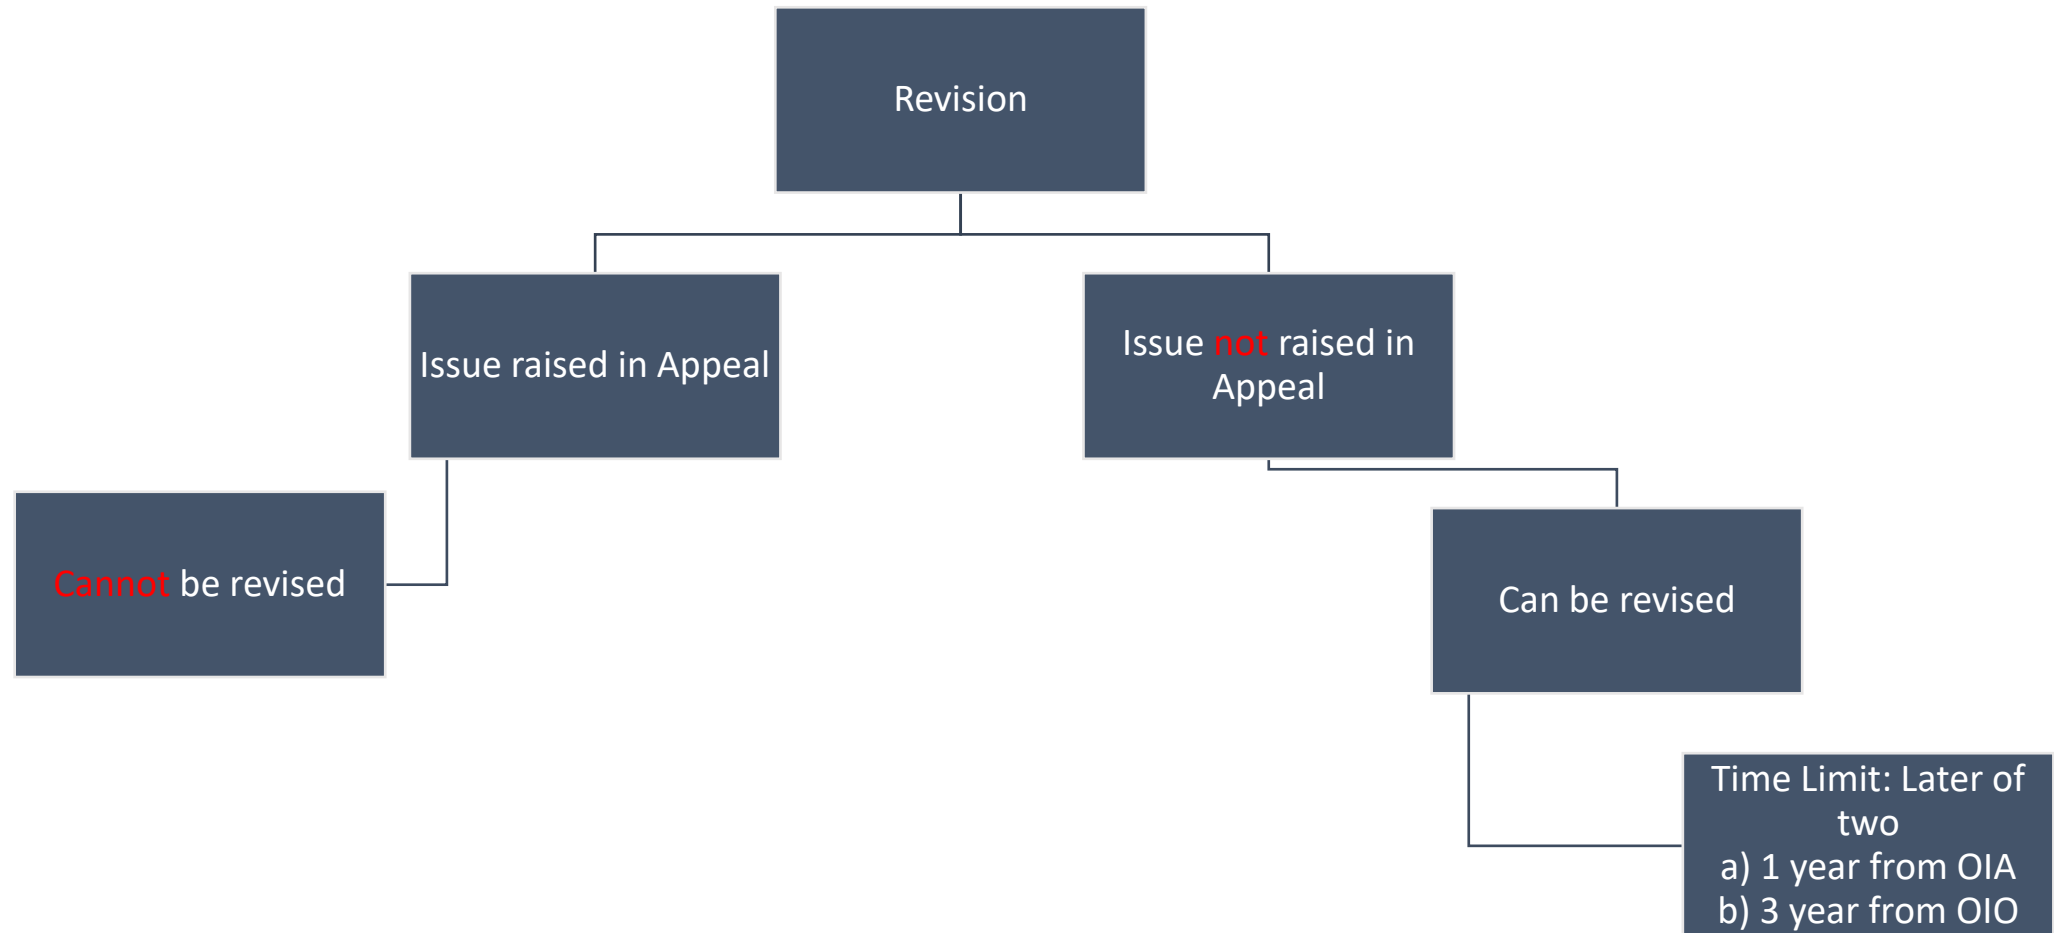 Revision
Issue raised in Appeal
Issue not raised in
Appeal
Cannot be revised
Can be revised
Time Limit: Later of
two
a) 1 year from OIA
b) 3 year from OIO